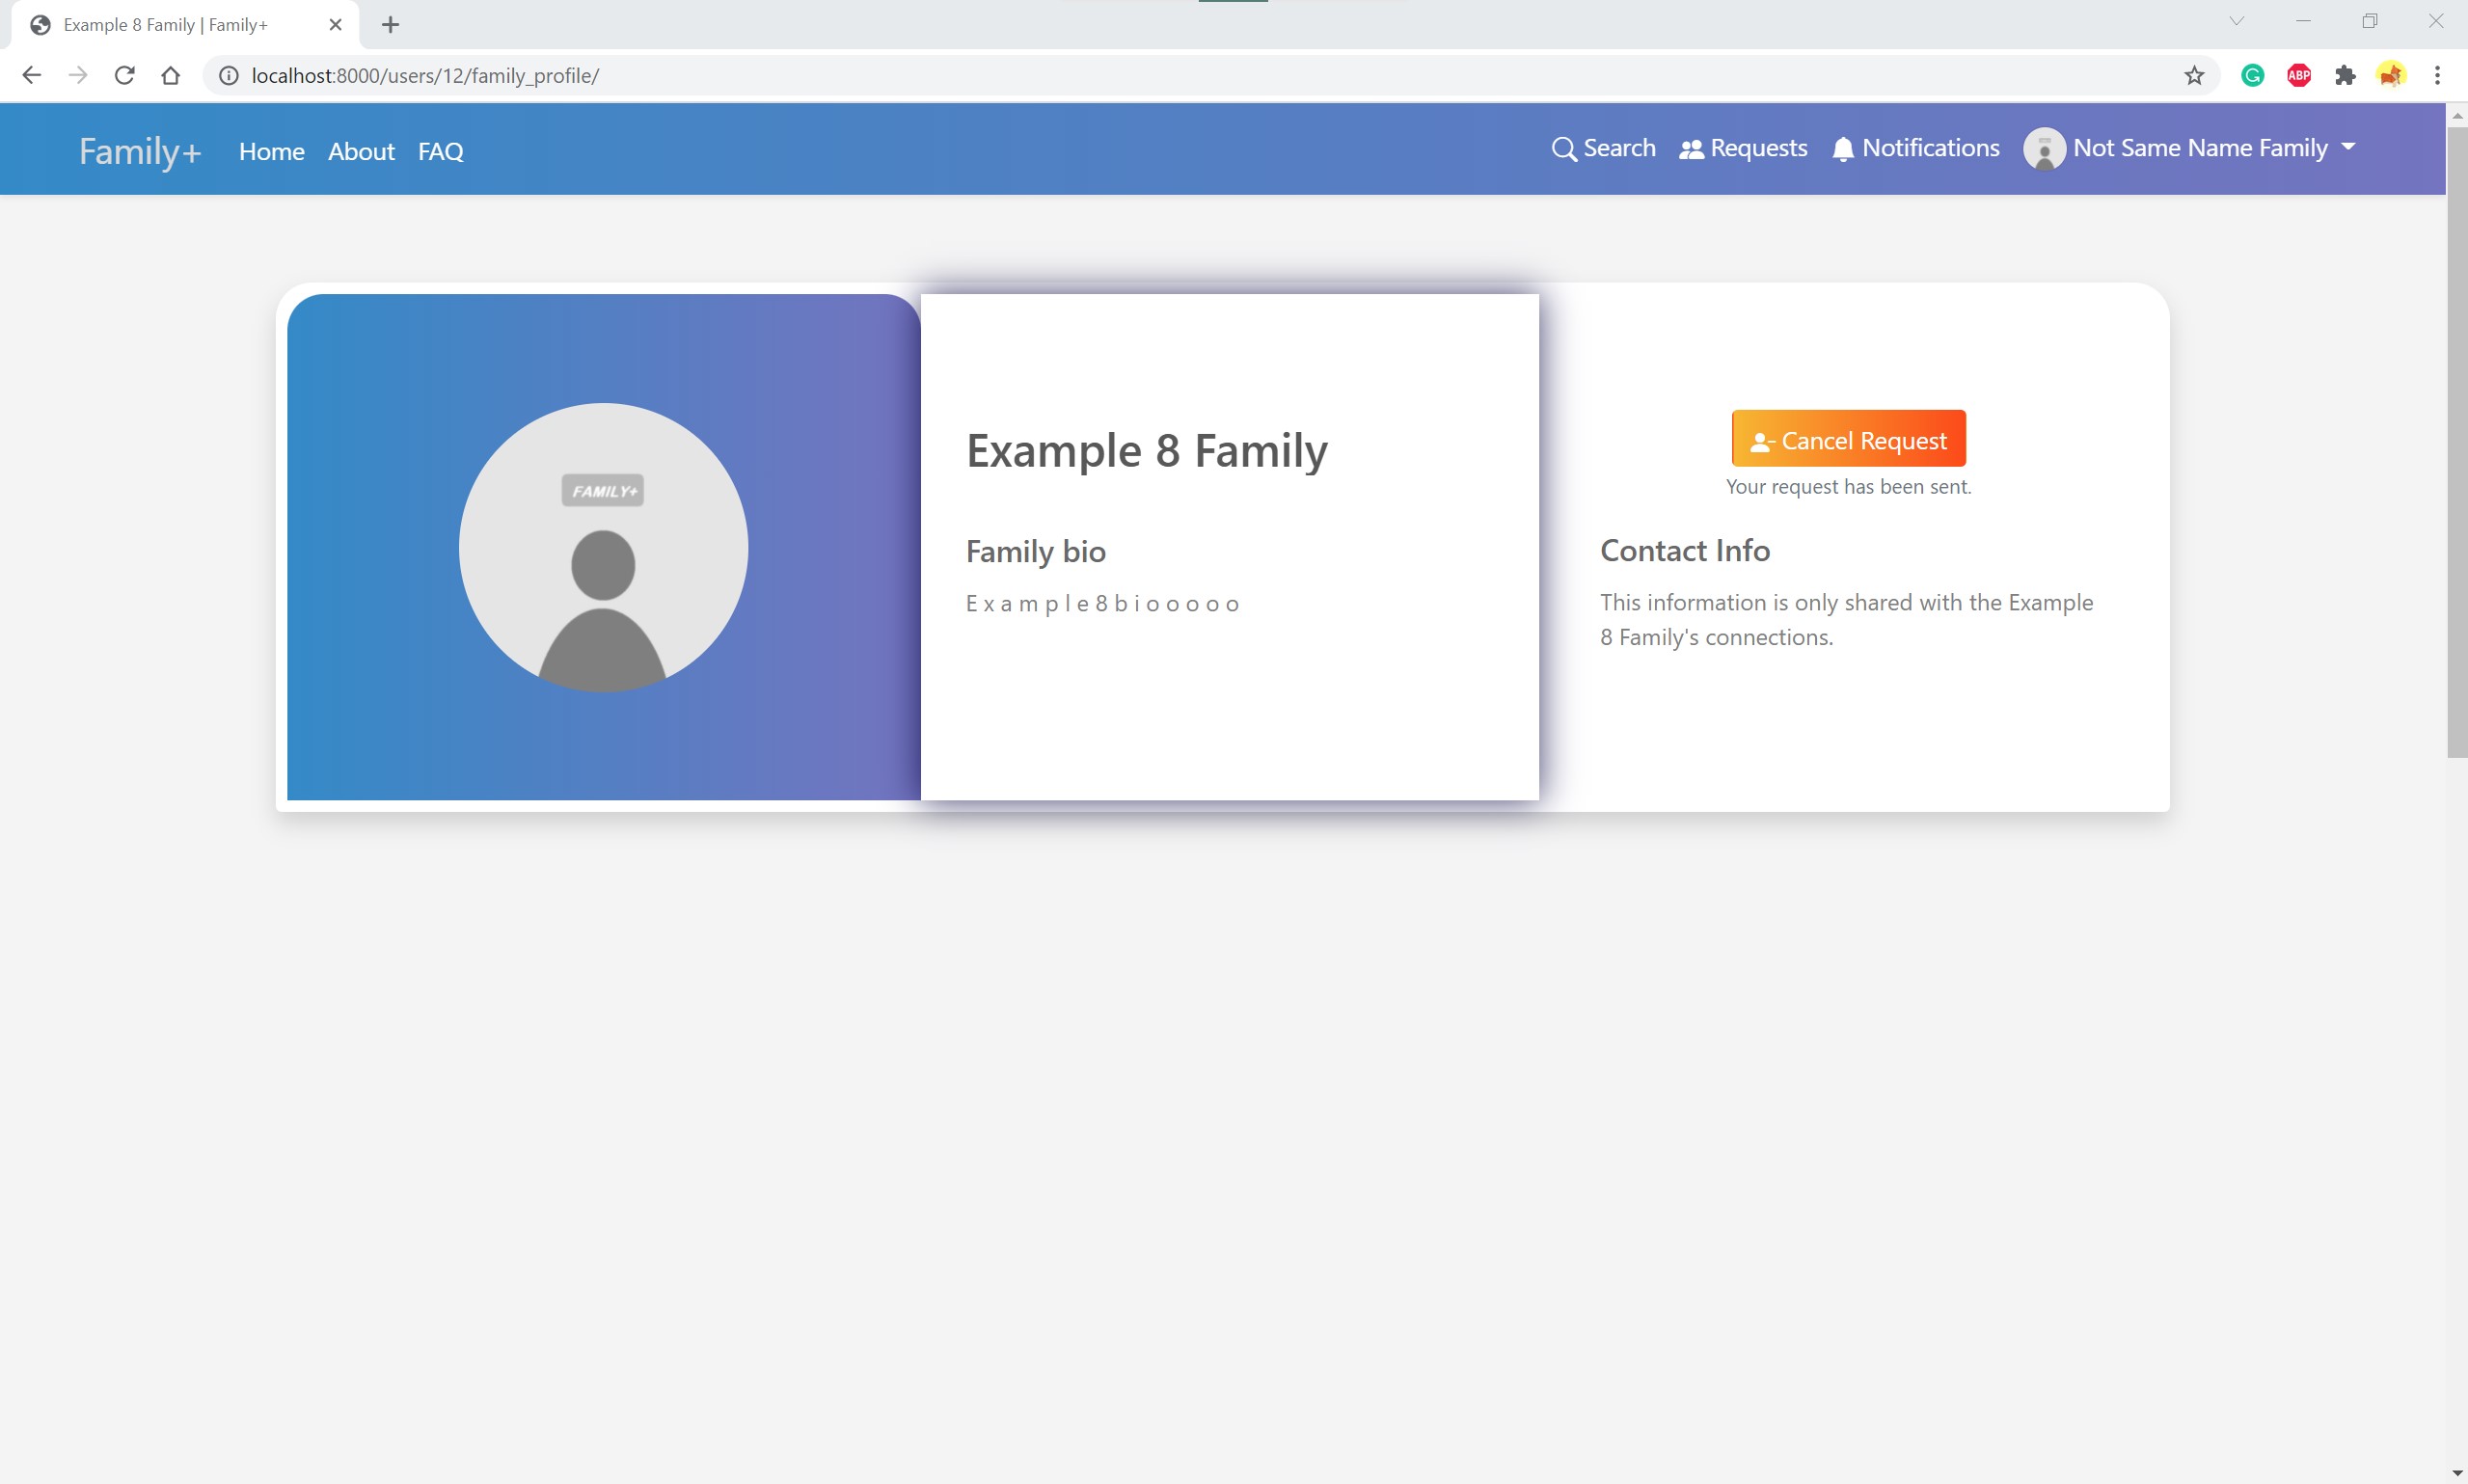 Example 8 Family | Family+
localhost:8000/users/12/family_profile/
ABP
Family+ Home About FAQ Search Requests Notifications Not Same Name Family
FAMILY+
Example 8 Family
Family bio
E x a m p l e 8 b i o o o o o
Cancel Request
Your request has been sent.
Contact Info
This information is only shared with the Example
8 Family's connections.